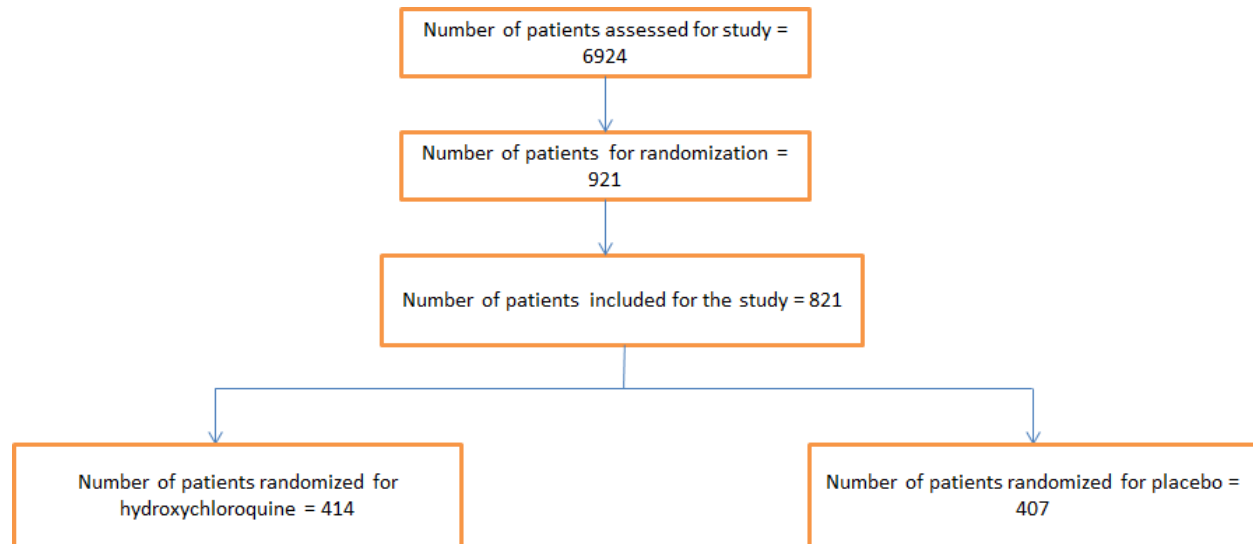 Number of patients assessed for study =
6924
Number of patients for randomization =
921
Number of patients included for the study = 821
Number of patients randomized for
hydroxychloroquine = 414
Number of patients randomized for placebo =
407